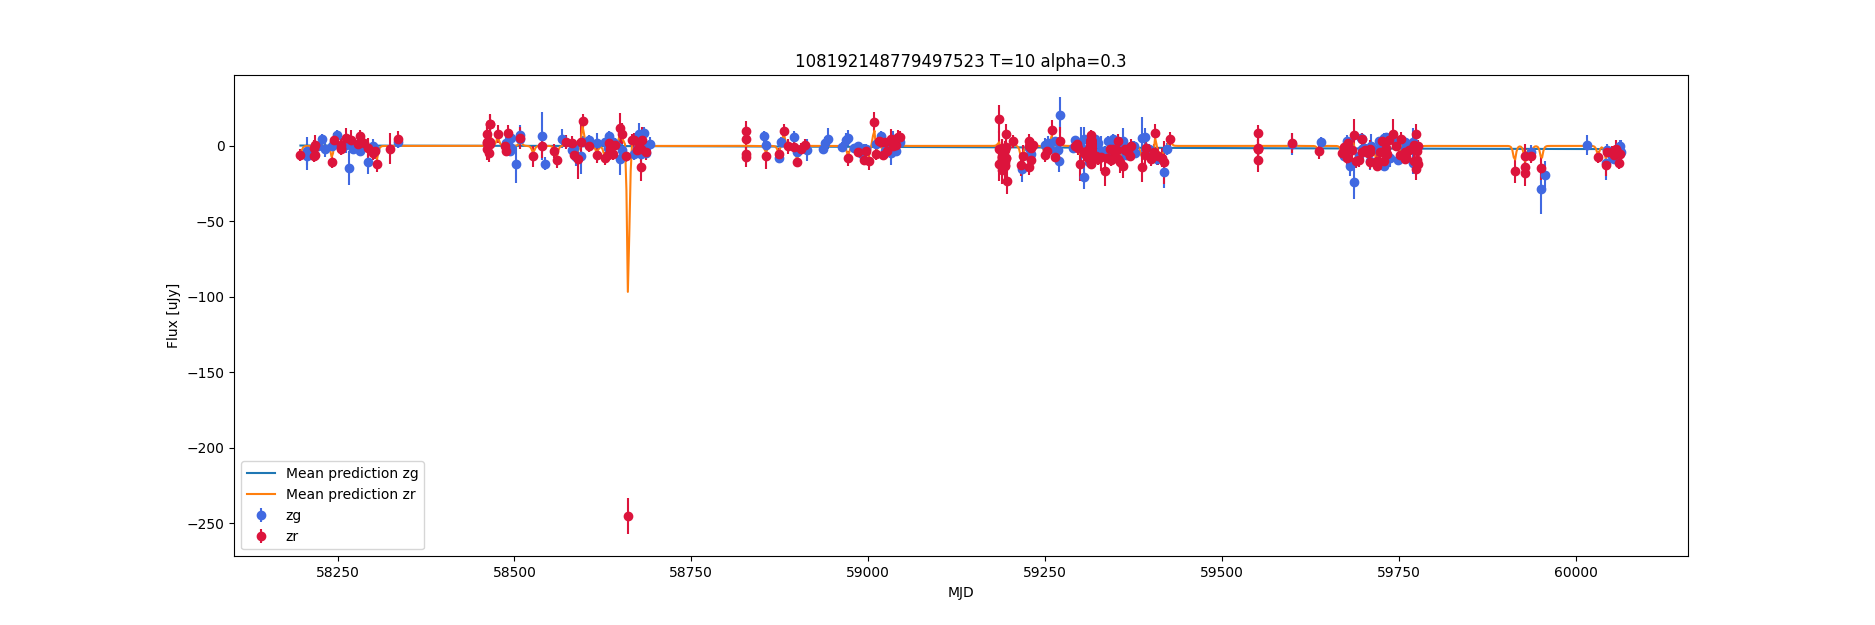 108192148779497523 T=10 alpha=0.3
Flux [uJy]
0
−50
−100
−150
−200
−250
Mean prediction zg
Mean prediction zr
zg
zr
58250
58500
58750
59000
59250
59500
59750
60000
MJD